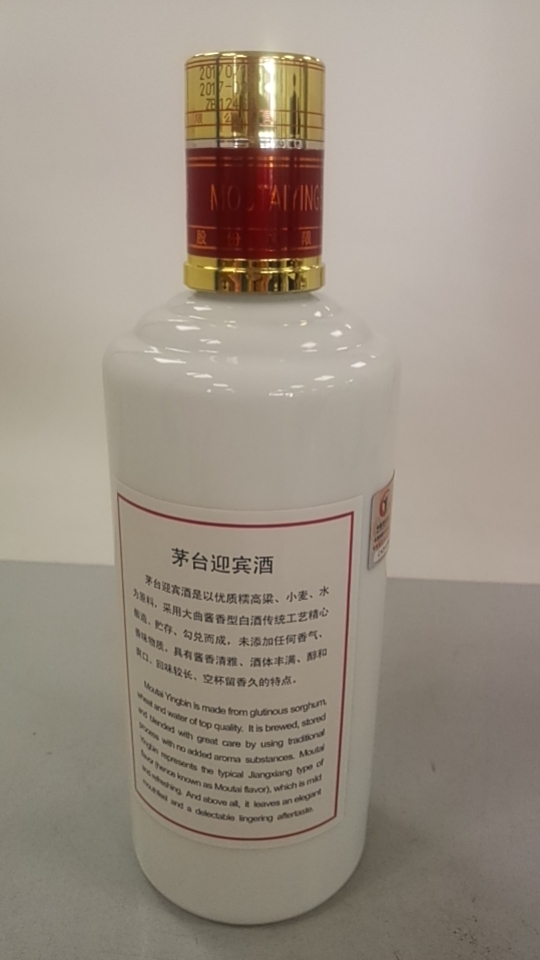 2017
2017-0
MOUTAIYING
股份 限
茅台迎宾酒
茅台迎宾酒是以优质糯高粱、小麦、水
为原料，采用大曲酱香型白酒传统工艺精心
酿造、贮存、勾兑而成，未添加任何香气、
香味物质，具有酱香清雅、酒体丰满、醇和
爽口、回味较长、空杯留香久的特点。
Moutai Yingbin is made from glutinous sorghum,
wheat and water of top quality. It is brewed, stored
and blended with great care by using traditional
process with no added aroma substances. Moutai
Yingbin represents the typical Jiangxiang type of
flavor (hence known as Moutai flavor), which is mild
and refreshing. And above all, it leaves an elegant
mouthfeel and a delectable lingering aftertaste.